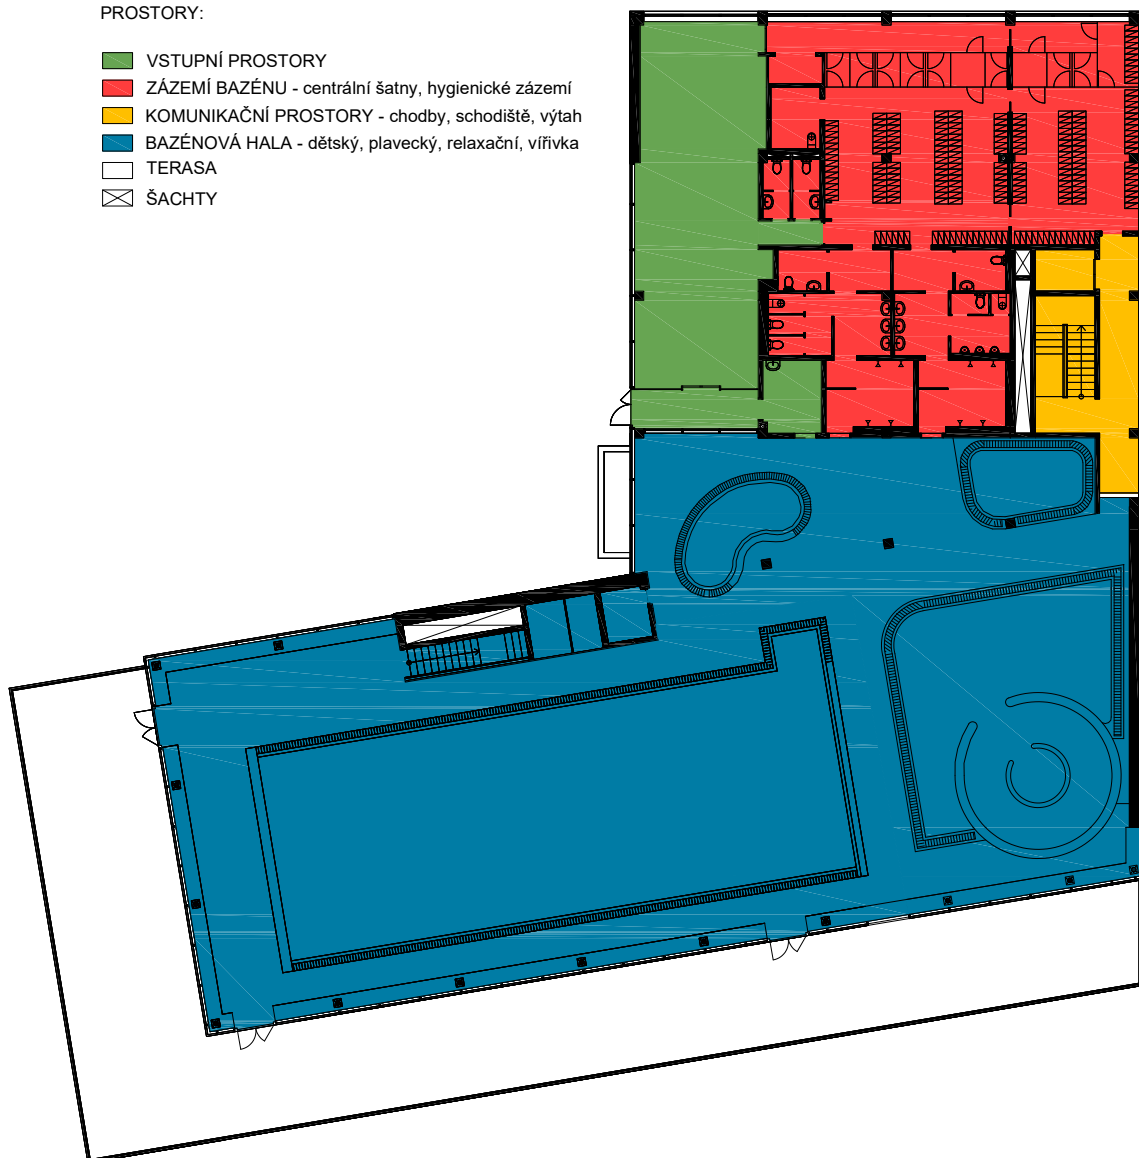 PROSTORY:
VSTUPNÍ PROSTORY
ZÁZEMÍ BAZÉNU - centrální šatny, hygienické zázemí
KOMUNIKAČNÍ PROSTORY - chodby, schodiště, výtah
BAZÉNOVÁ HALA - dětský, plavecký, relaxační, vířivka
TERASA
ŠACHTY